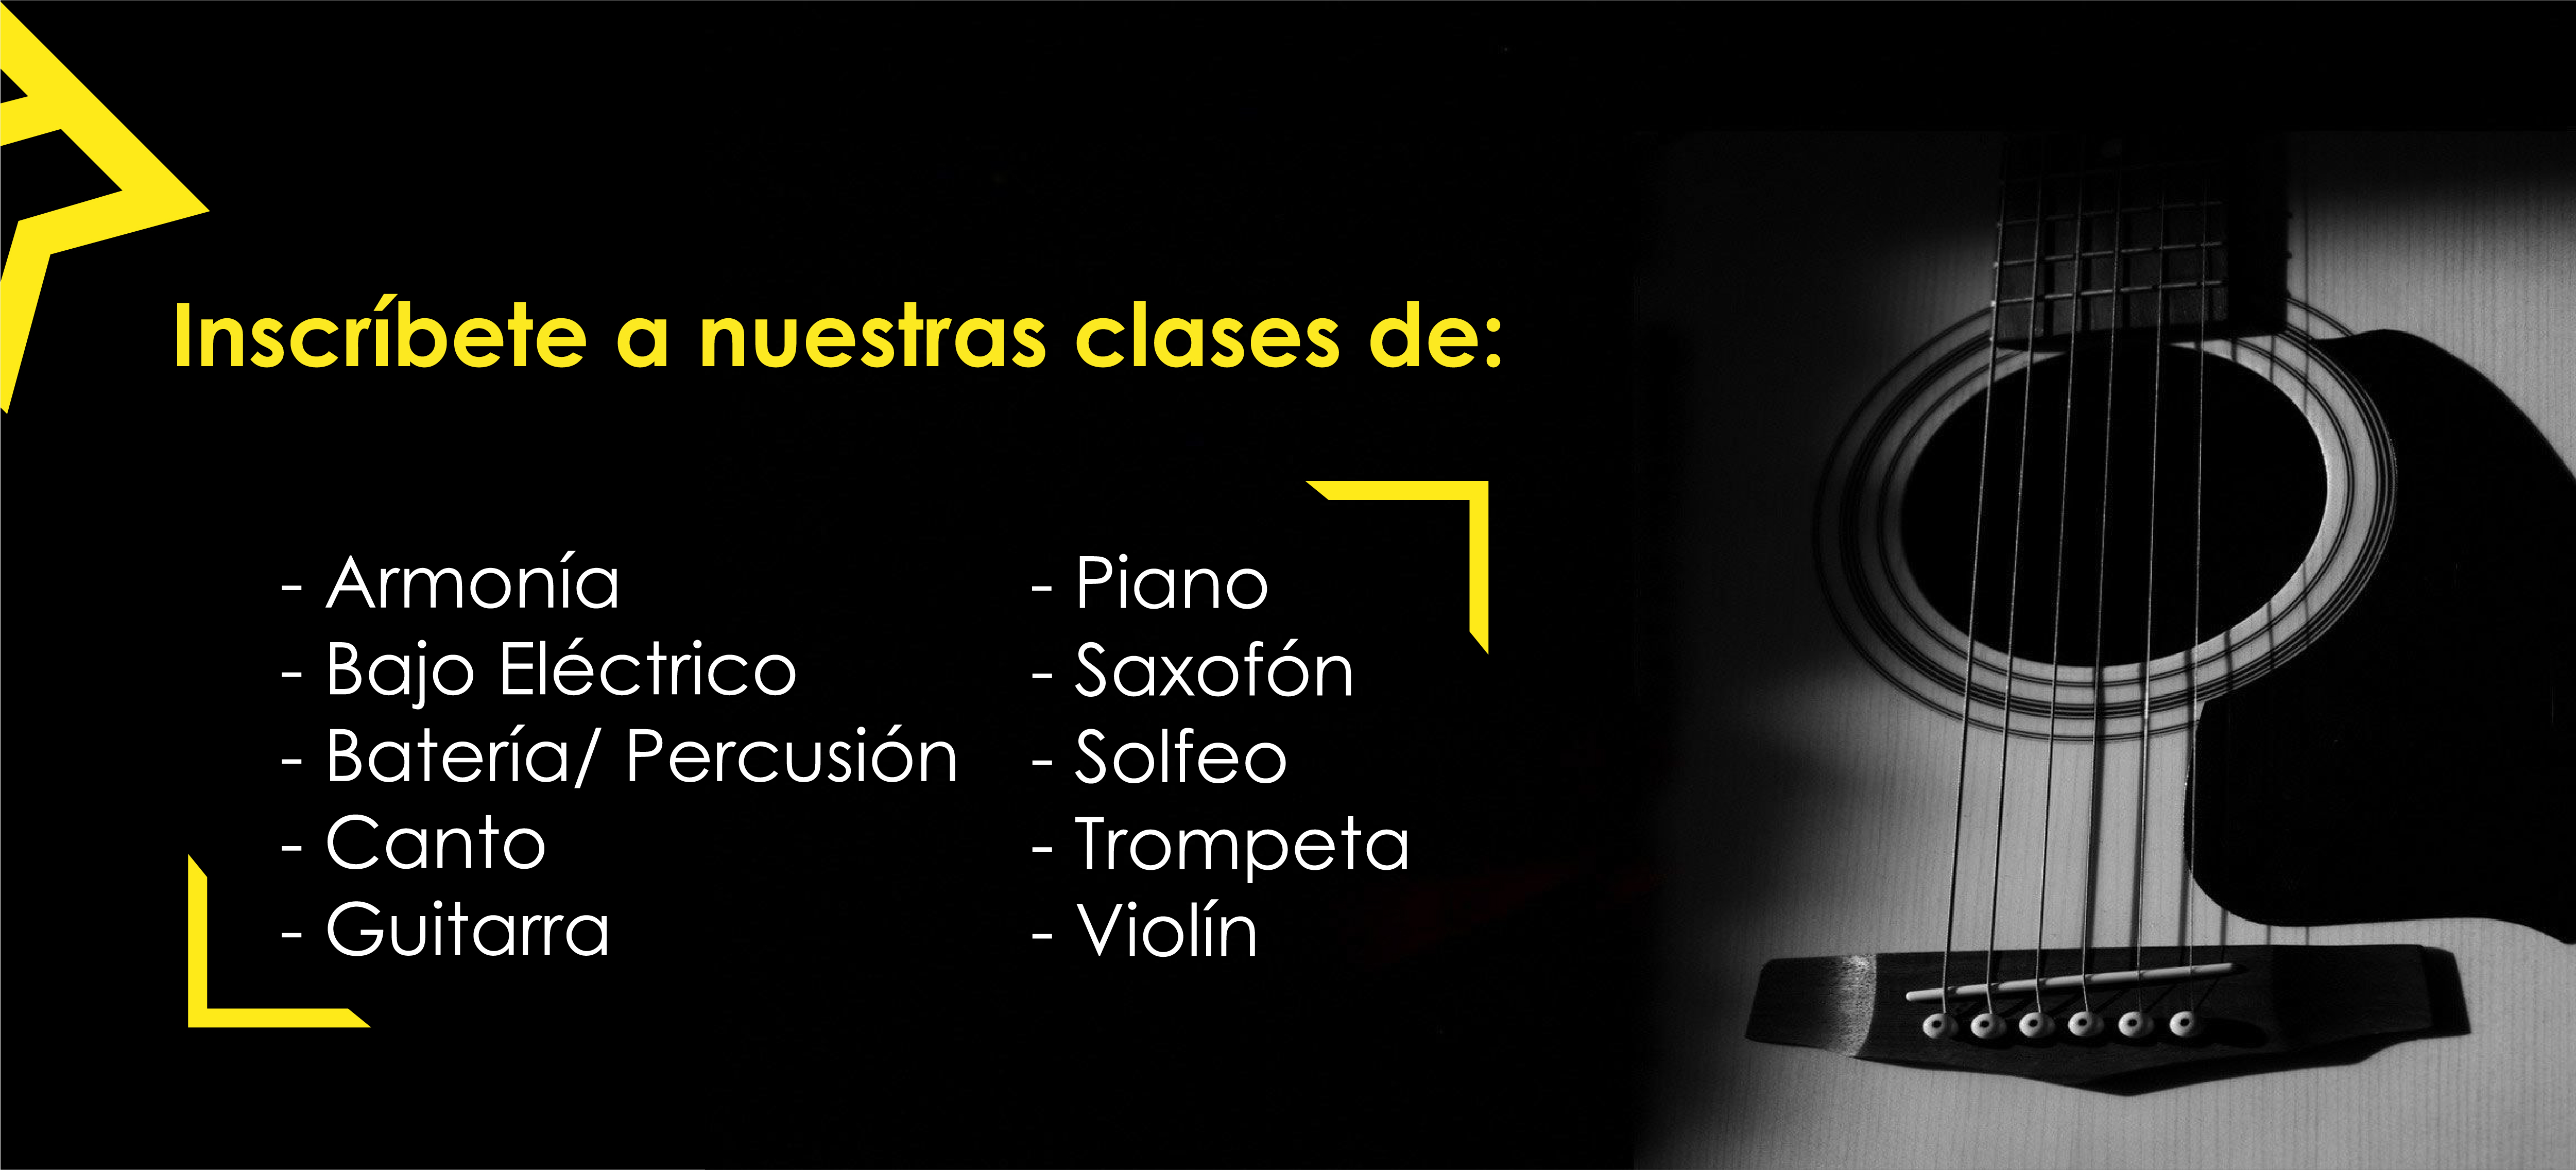 Inscríbete a nuestras clases de:
- Armonía
- Bajo Eléctrico
- Batería/ Percusión
- Canto
- Guitarra
- Piano
- Saxofón
- Solfeo
- Trompeta
- Violín